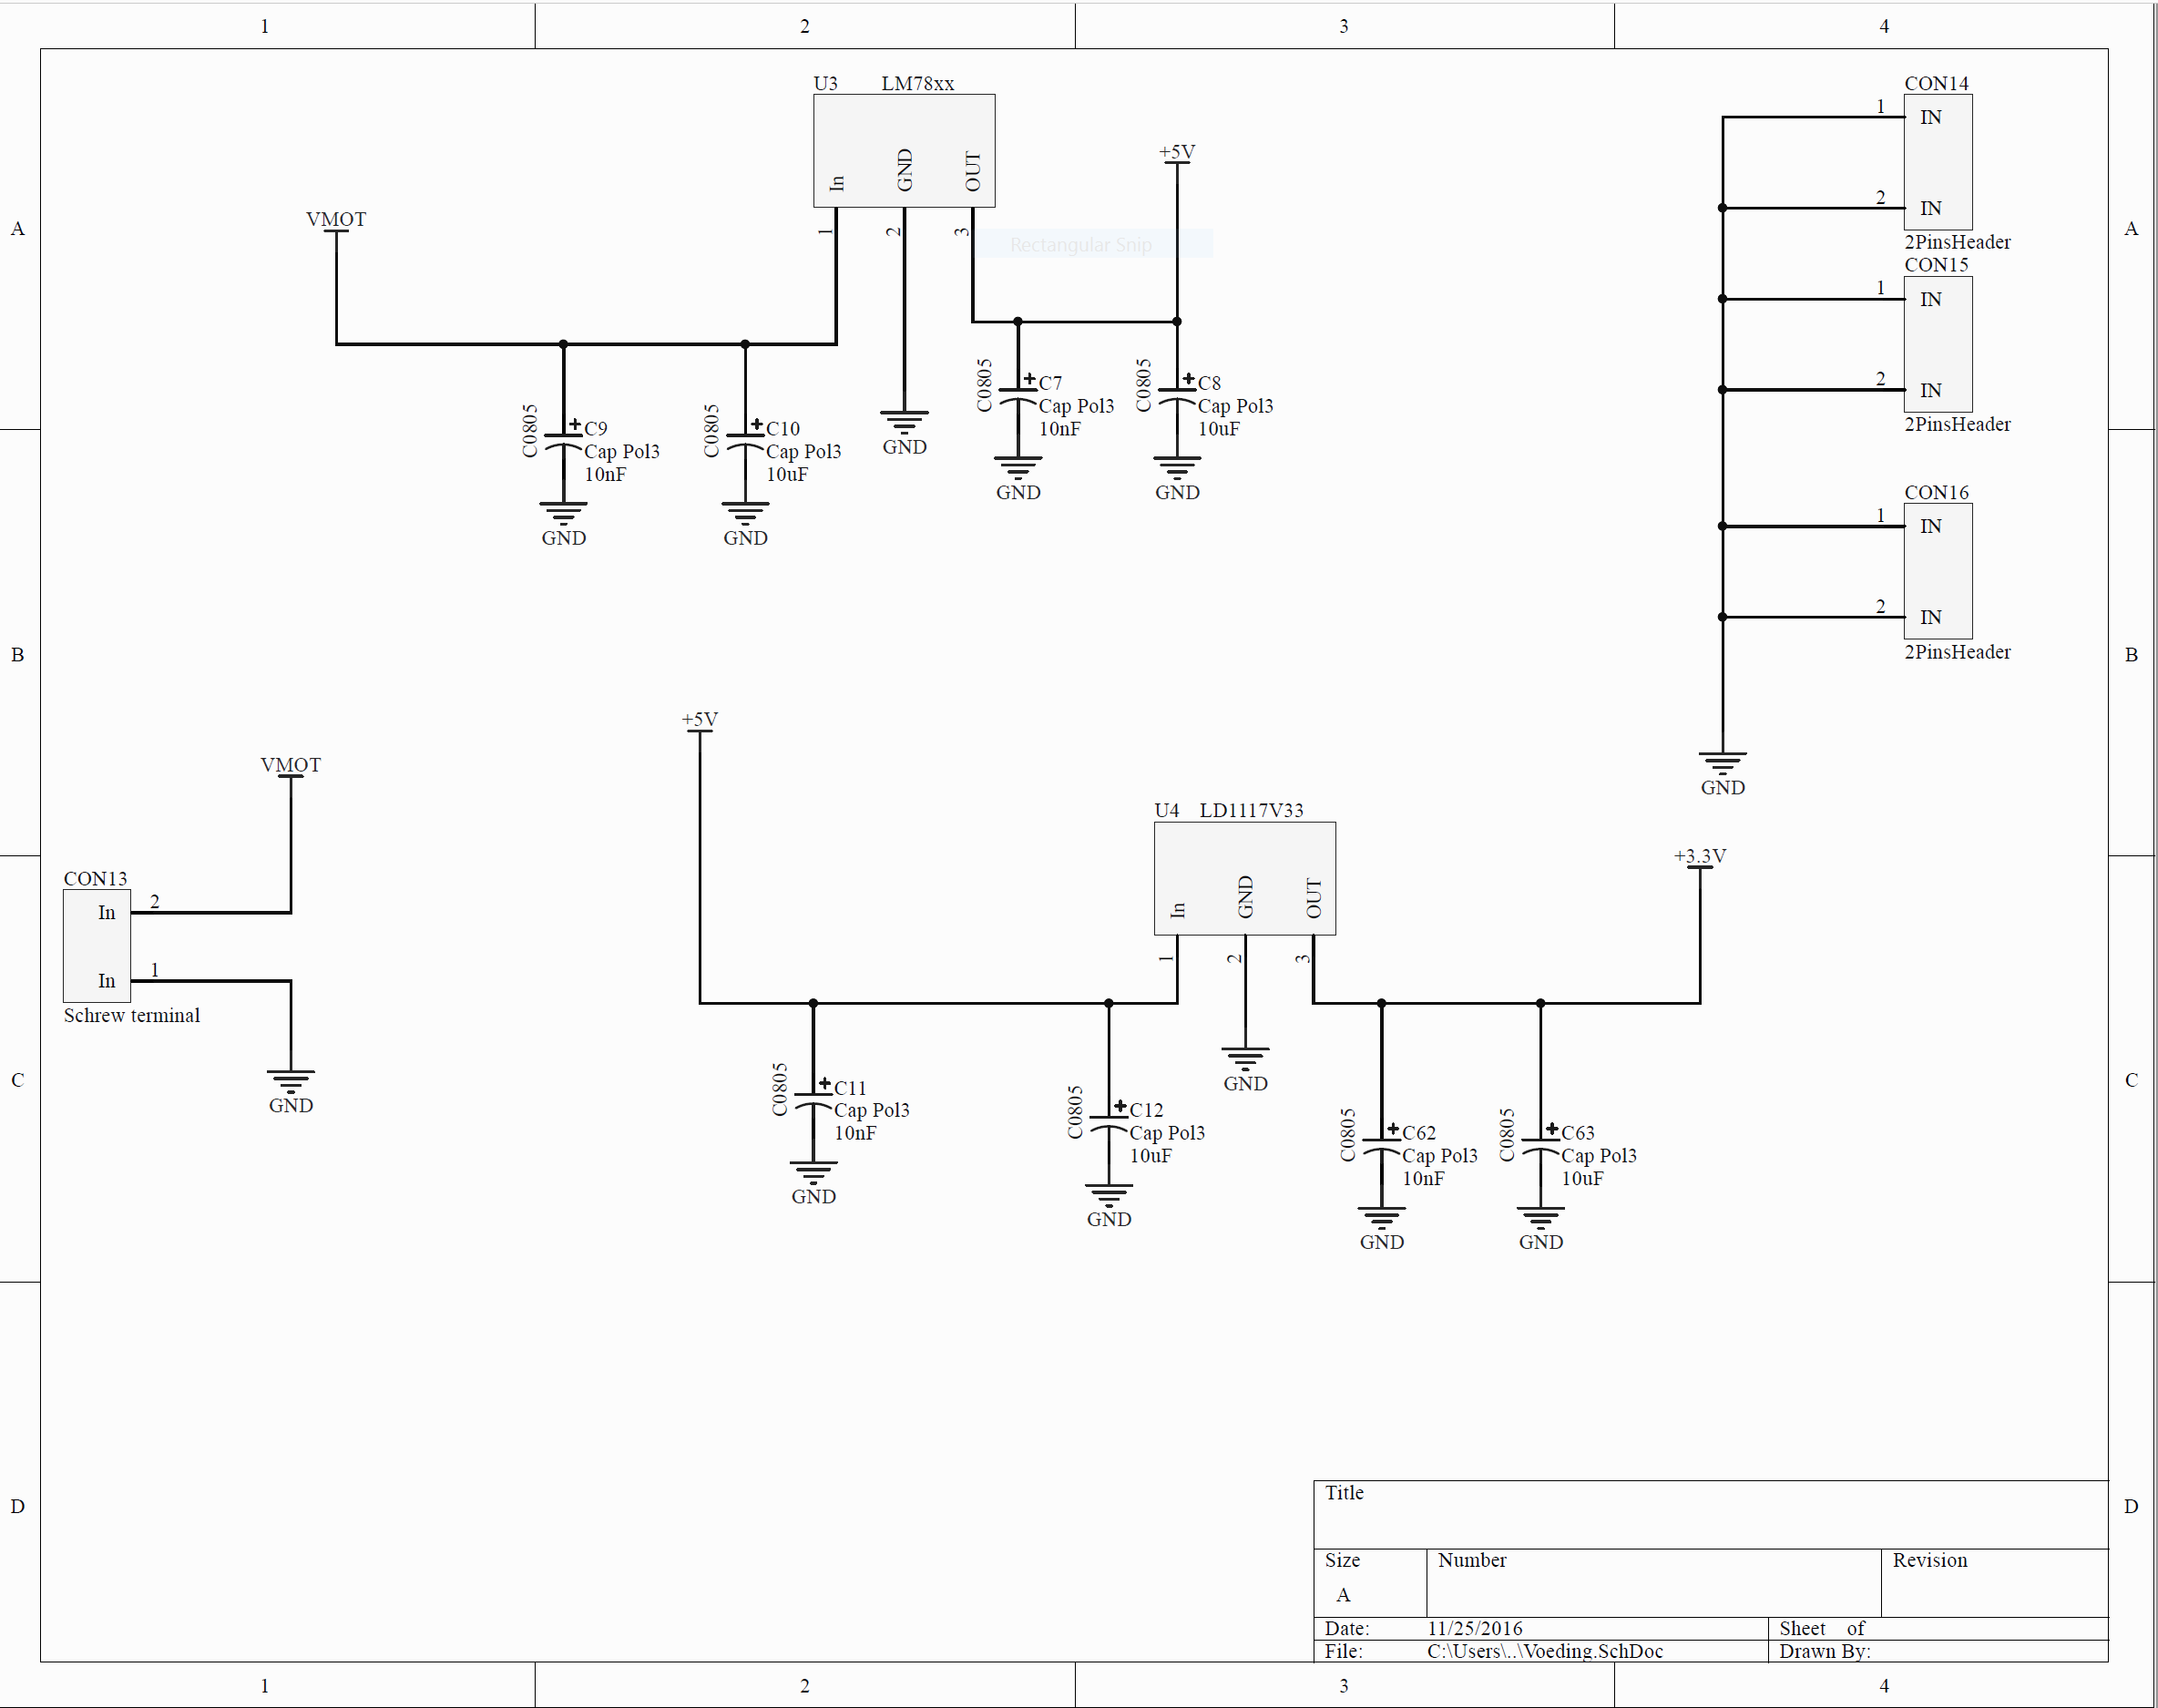 1 2 3 4
A
B
C
D
A
B
C
D
U3 LM78xx
In
GND
OUT
1
2
3
VMOT
+5V
Rectangular Snip
C0805
C9
Cap Pol3
10nF
GND
C0805
C10
Cap Pol3
10uF
GND
GND
C0805
C7
Cap Pol3
10nF
GND
C0805
C8
Cap Pol3
10uF
GND
CON14
1 IN
2 IN
2PinsHeader
CON15
1 IN
2 IN
2PinsHeader
CON16
1 IN
2 IN
2PinsHeader
GND
VMOT
CON13
In 2
In 1
Schrew terminal
GND
+5V
U4 LD1117V33
In
GND
OUT
1
2
3
+3.3V
C0805
C11
Cap Pol3
10nF
GND
C0805
C12
Cap Pol3
10uF
GND
GND
C0805
C62
Cap Pol3
10nF
GND
C0805
C63
Cap Pol3
10uF
GND
Title
Size Number Revision
A
Date: 11/25/2016 Sheet of
File: C:\Users\..\Voeding.SchDoc Drawn By:
1 2 3 4